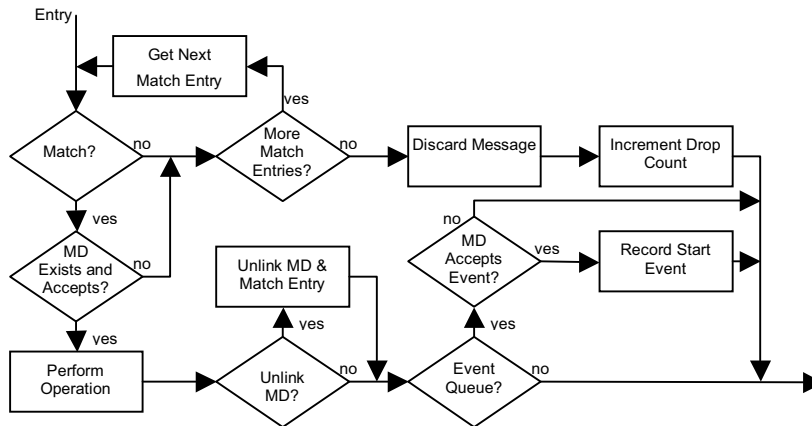 Entry
Get Next
Match Entry
yes
Match?
no
More
Match
Entries?
no
Discard Message
Increment Drop
Count
yes
no
MD
Exists and
Accepts?
no
Unlink MD &
Match Entry
MD
Accepts
Event?
yes
Record Start
Event
yes
yes
yes
Perform
Operation
Unlink
MD?
no
Event
Queue?
no